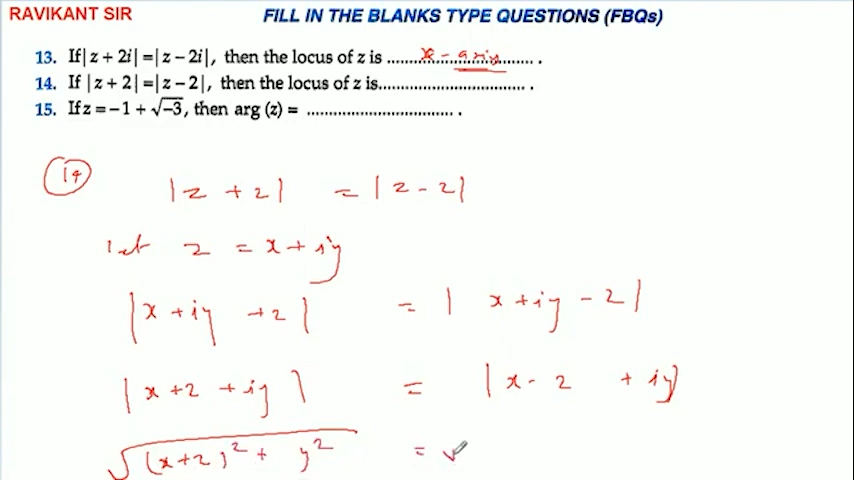 RAVIKANT SIR
FILL IN THE BLANKS TYPE QUESTIONS (FBQs)
13. If|z + 2i|=|z − 2i|, then the locus of z is ....x - axis.... .
14. If |z + 2|=|z − 2|, then the locus of z is.................................... .
15. If z = −1 + √−3, then arg (z) = .................................... .
14
|z + 2| = |z - 2|
let z = x + iy
|x + iy + 2| = | x + iy - 2|
|x + 2 + iy| = |x - 2 + iy|
√(x+2)² + y² = √